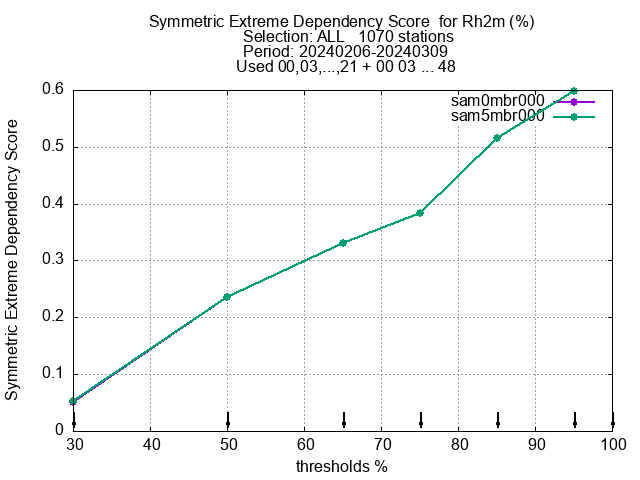 Symmetric Extreme Dependency Score  for Rh2m (%)
Selection: ALL   1070 stations
Period: 20240206-20240309
Used 00,03,...,21 + 00 03 ... 48
Symmetric Extreme Dependency Score
0.6
0.5
0.4
0.3
0.2
0.1
0
sam0mbr000
sam5mbr000
30 40 50 60 70 80 90 100
thresholds %